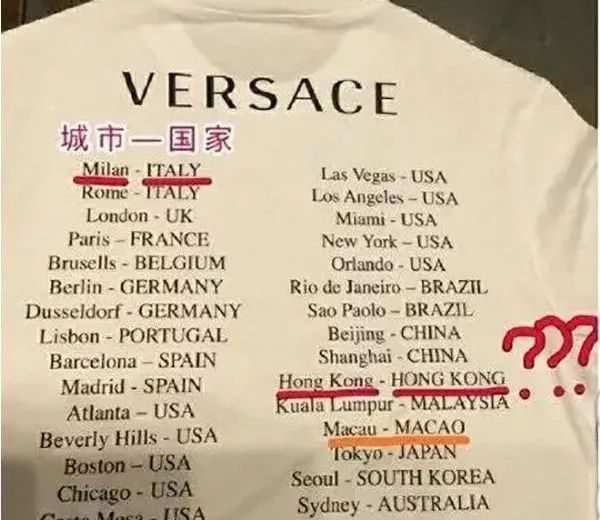 VERSACE
城市—国家
Milan - ITALY
Rome - ITALY
London - UK
Paris – FRANCE
Brusells - BELGIUM
Berlin - GERMANY
Dusseldorf - GERMANY
Lisbon - PORTUGAL
Barcelona – SPAIN
Madrid - SPAIN
Atlanta – USA
Beverly Hills - USA
Boston – USA
Chicago - USA
Costa Mesa - USA
Las Vegas - USA
Los Angeles – USA
Miami - USA
New York – USA
Orlando - USA
Rio de Janeiro – BRAZIL
Sao Paolo – BRAZIL
Beijing - CHINA
Shanghai - CHINA
Hong Kong - HONG KONG
Kuala Lumpur - MALAYSIA
Macau - MACAO
Tokyo - JAPAN
Seoul - SOUTH KOREA
Sydney - AUSTRALIA
???